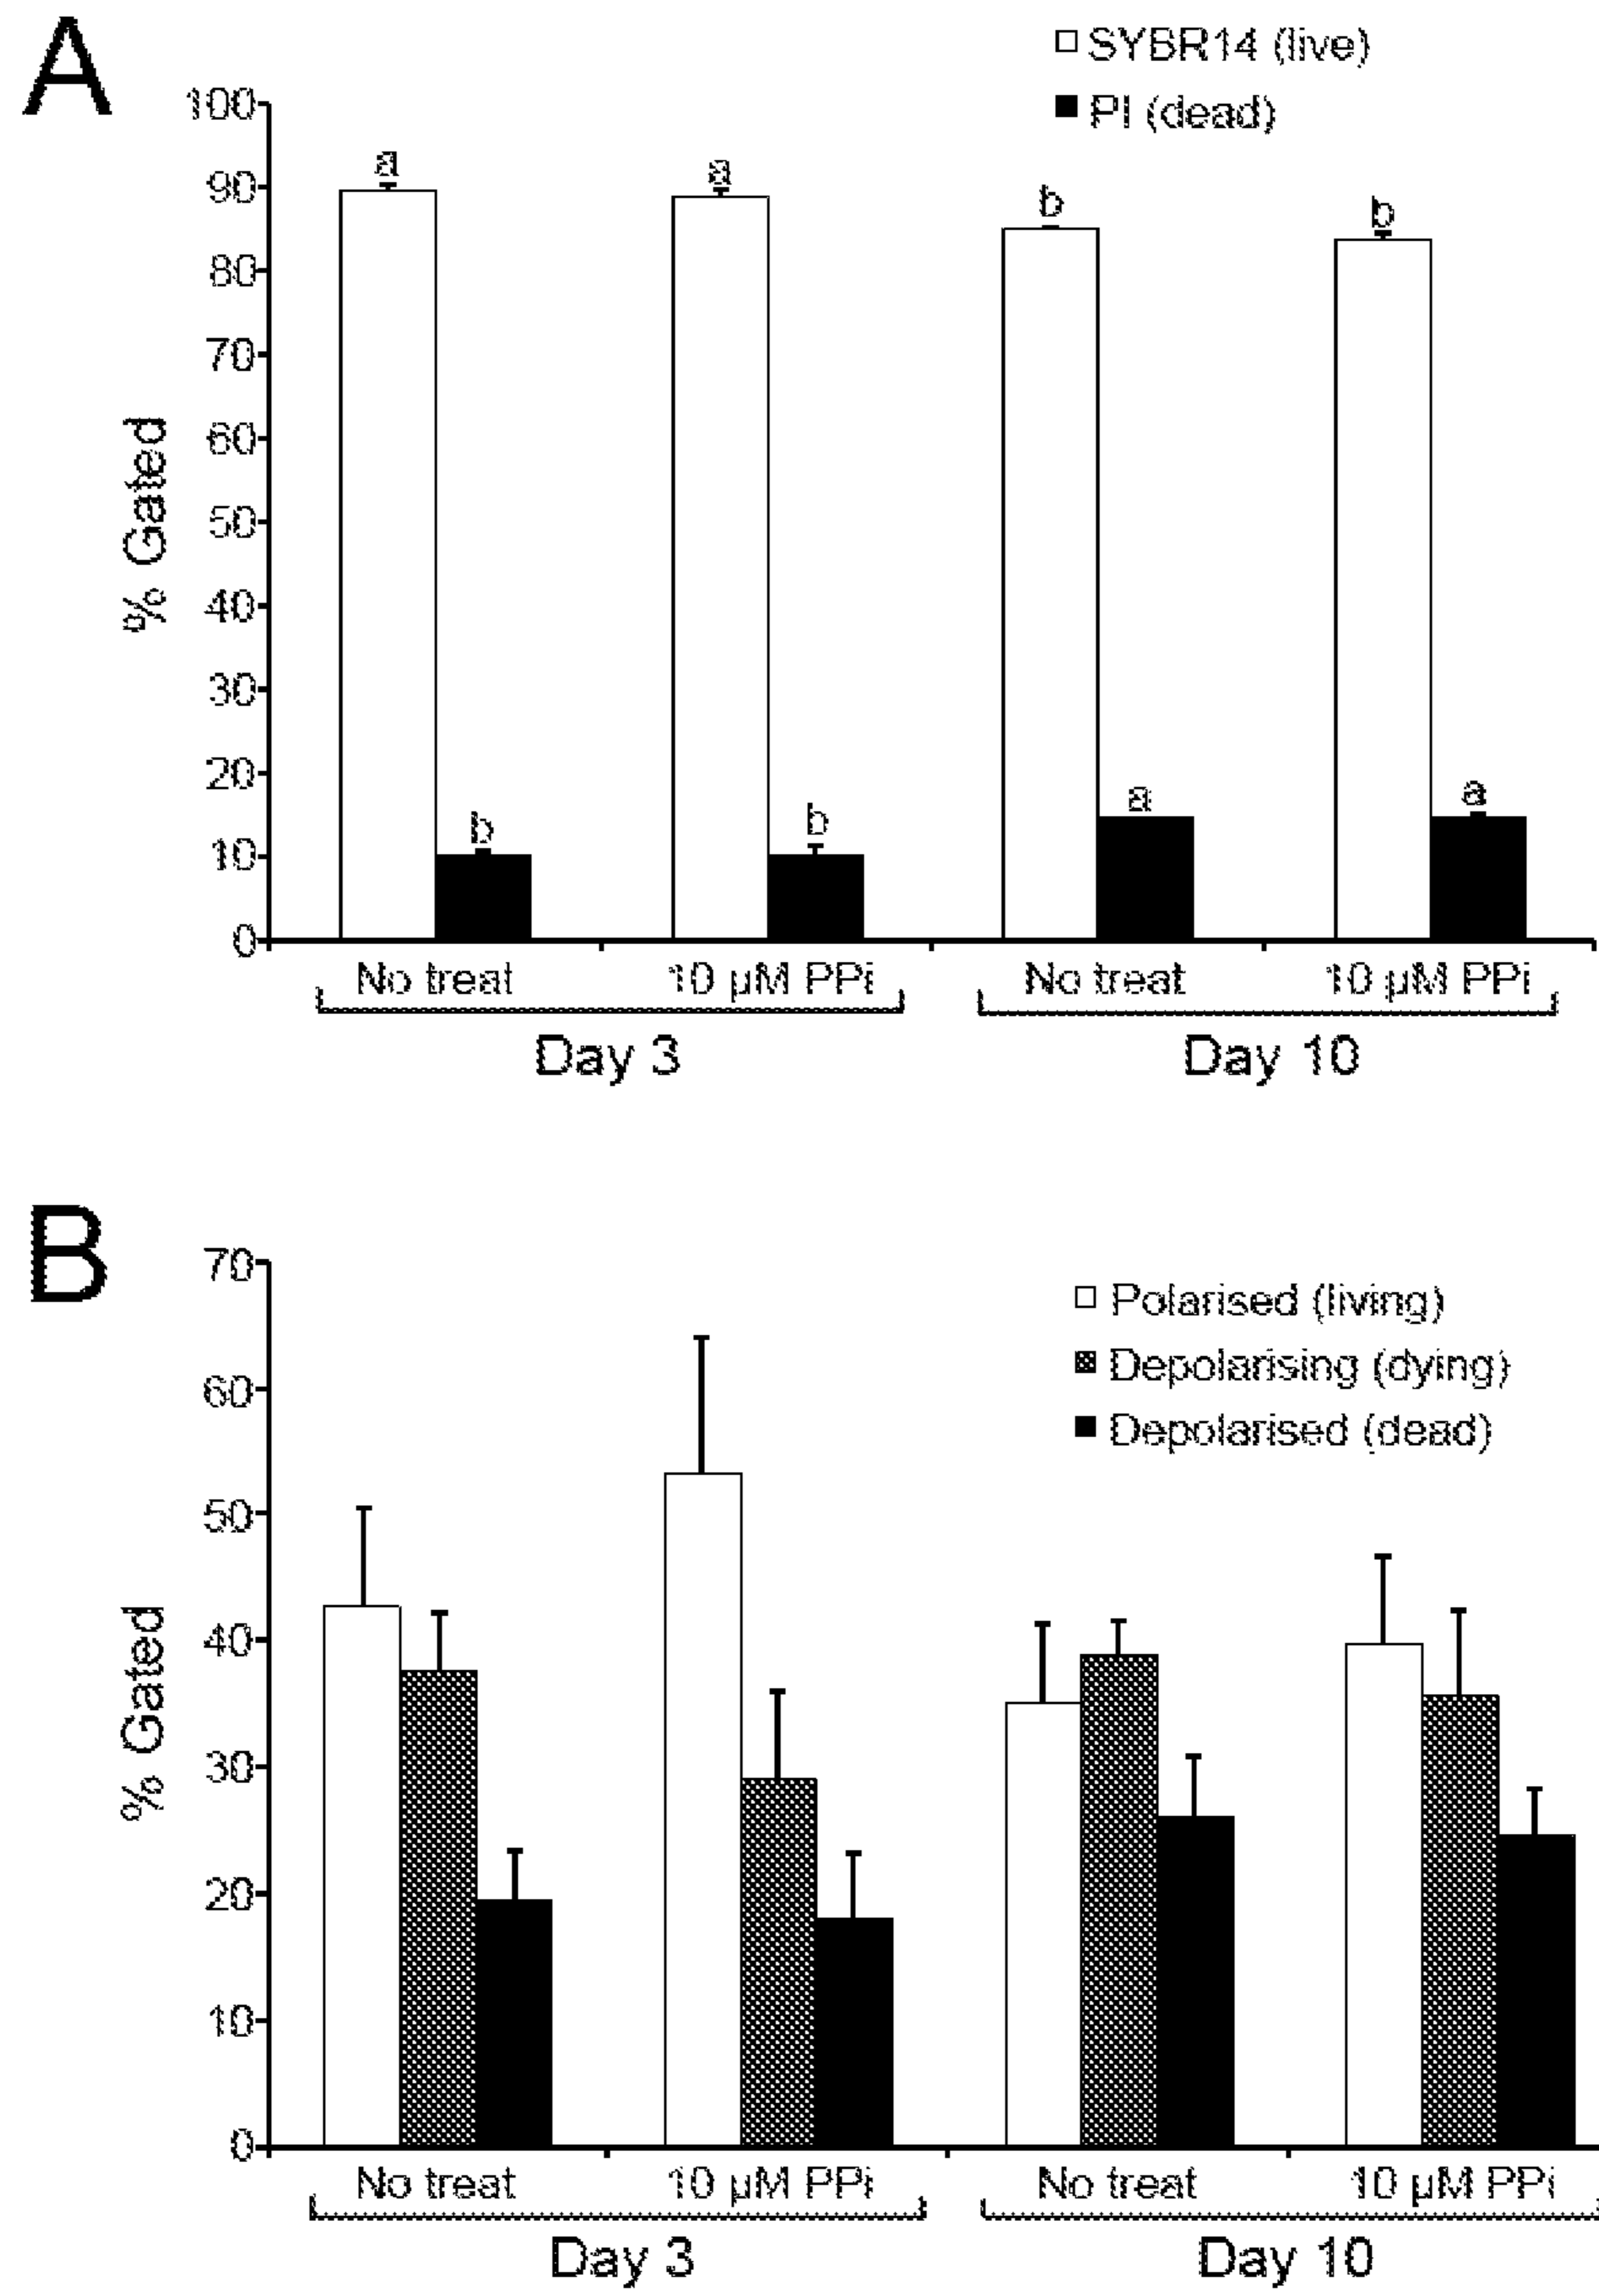 A
SYBR14 (live)
PI (dead)
100
90
80
70
60
50
40
30
20
10
0
% Gated
a
a
b
b
b
b
a
a
No treat
10 µM PPi
No treat
10 µM PPi
Day 3
Day 10
B
Polarised (living)
Depolarising (dying)
Depolarised (dead)
70
60
50
40
30
20
10
0
% Gated
No treat
10 µM PPi
No treat
10 µM PPi
Day 3
Day 10